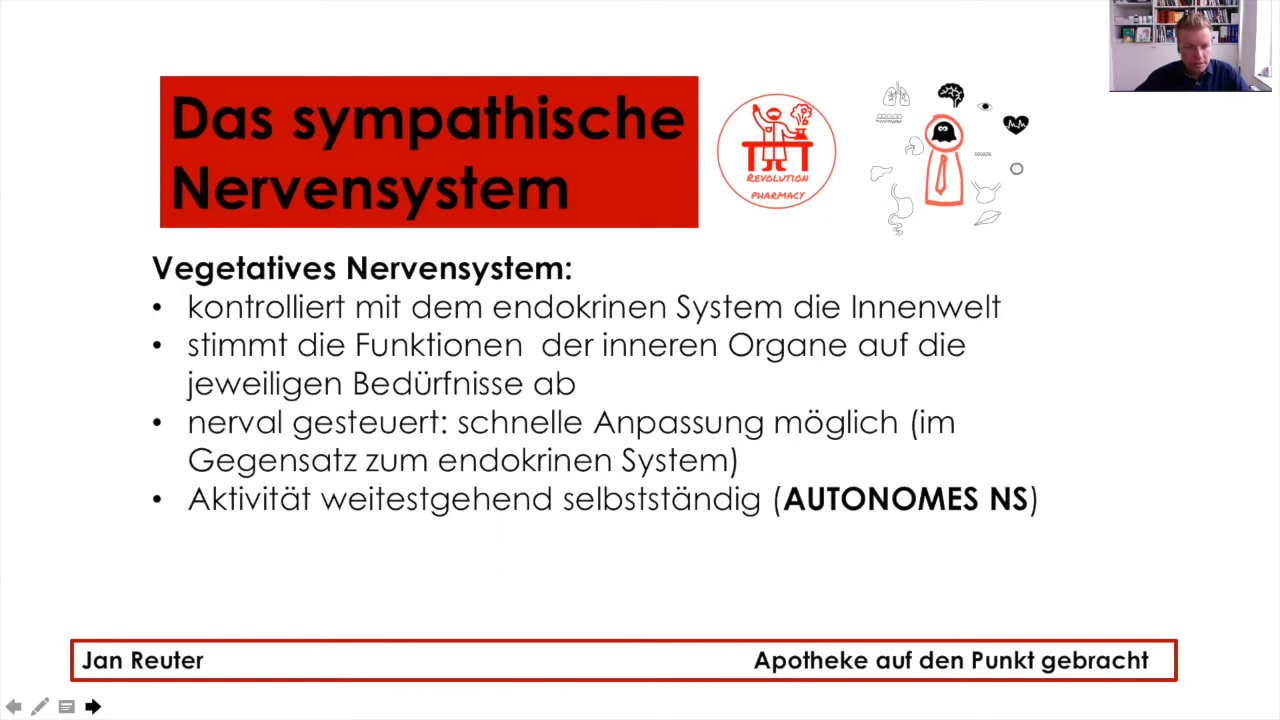 Das sympathische
Nervensystem
REVOLUTION
PHARMACY
Vegetatives Nervensystem:
• kontrolliert mit dem endokrinen System die Innenwelt
• stimmt die Funktionen der inneren Organe auf die
jeweiligen Bedürfnisse ab
• nerval gesteuert: schnelle Anpassung möglich (im
Gegensatz zum endokrinen System)
• Aktivität weitestgehend selbstständig (AUTONOMES NS)
Jan Reuter
Apotheke auf den Punkt gebracht